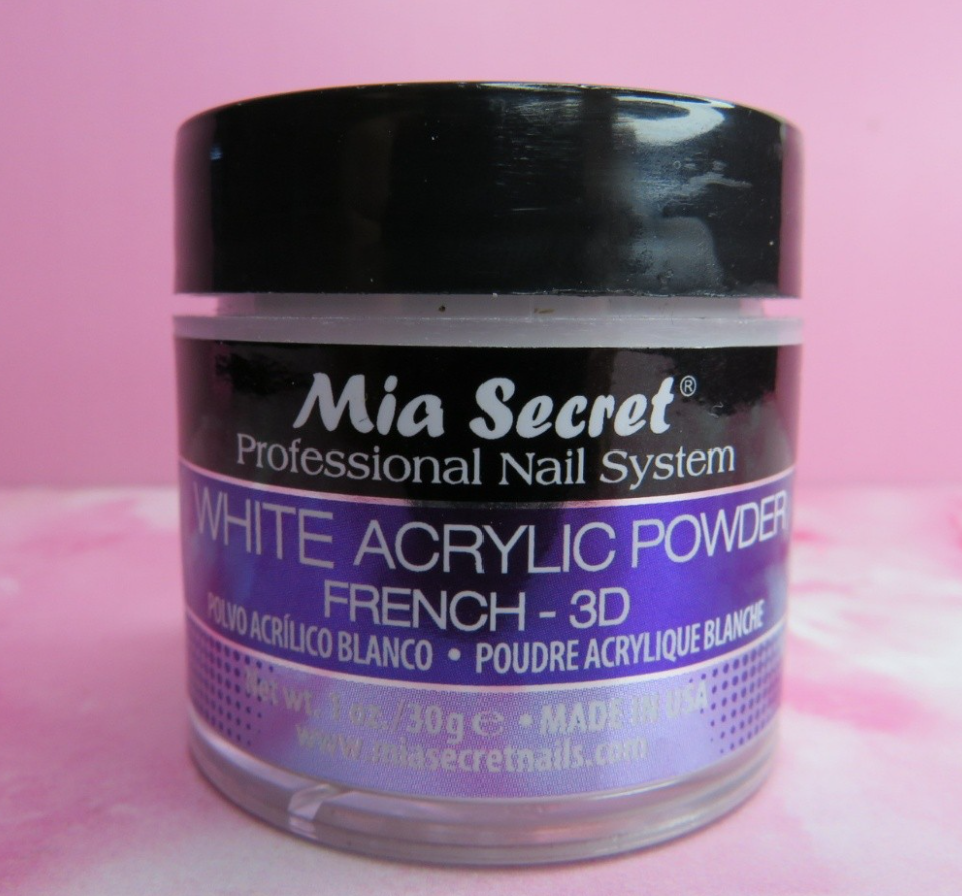 Mia Secret®
Professional Nail System
WHITE ACRYLIC POWDER
FRENCH - 3D
POLVO ACRÍLICO BLANCO • POUDRE ACRYLIQUE BLANCHE
Net wt. 1 oz./30g ℮ • MADE IN USA
www.miasecretnails.com